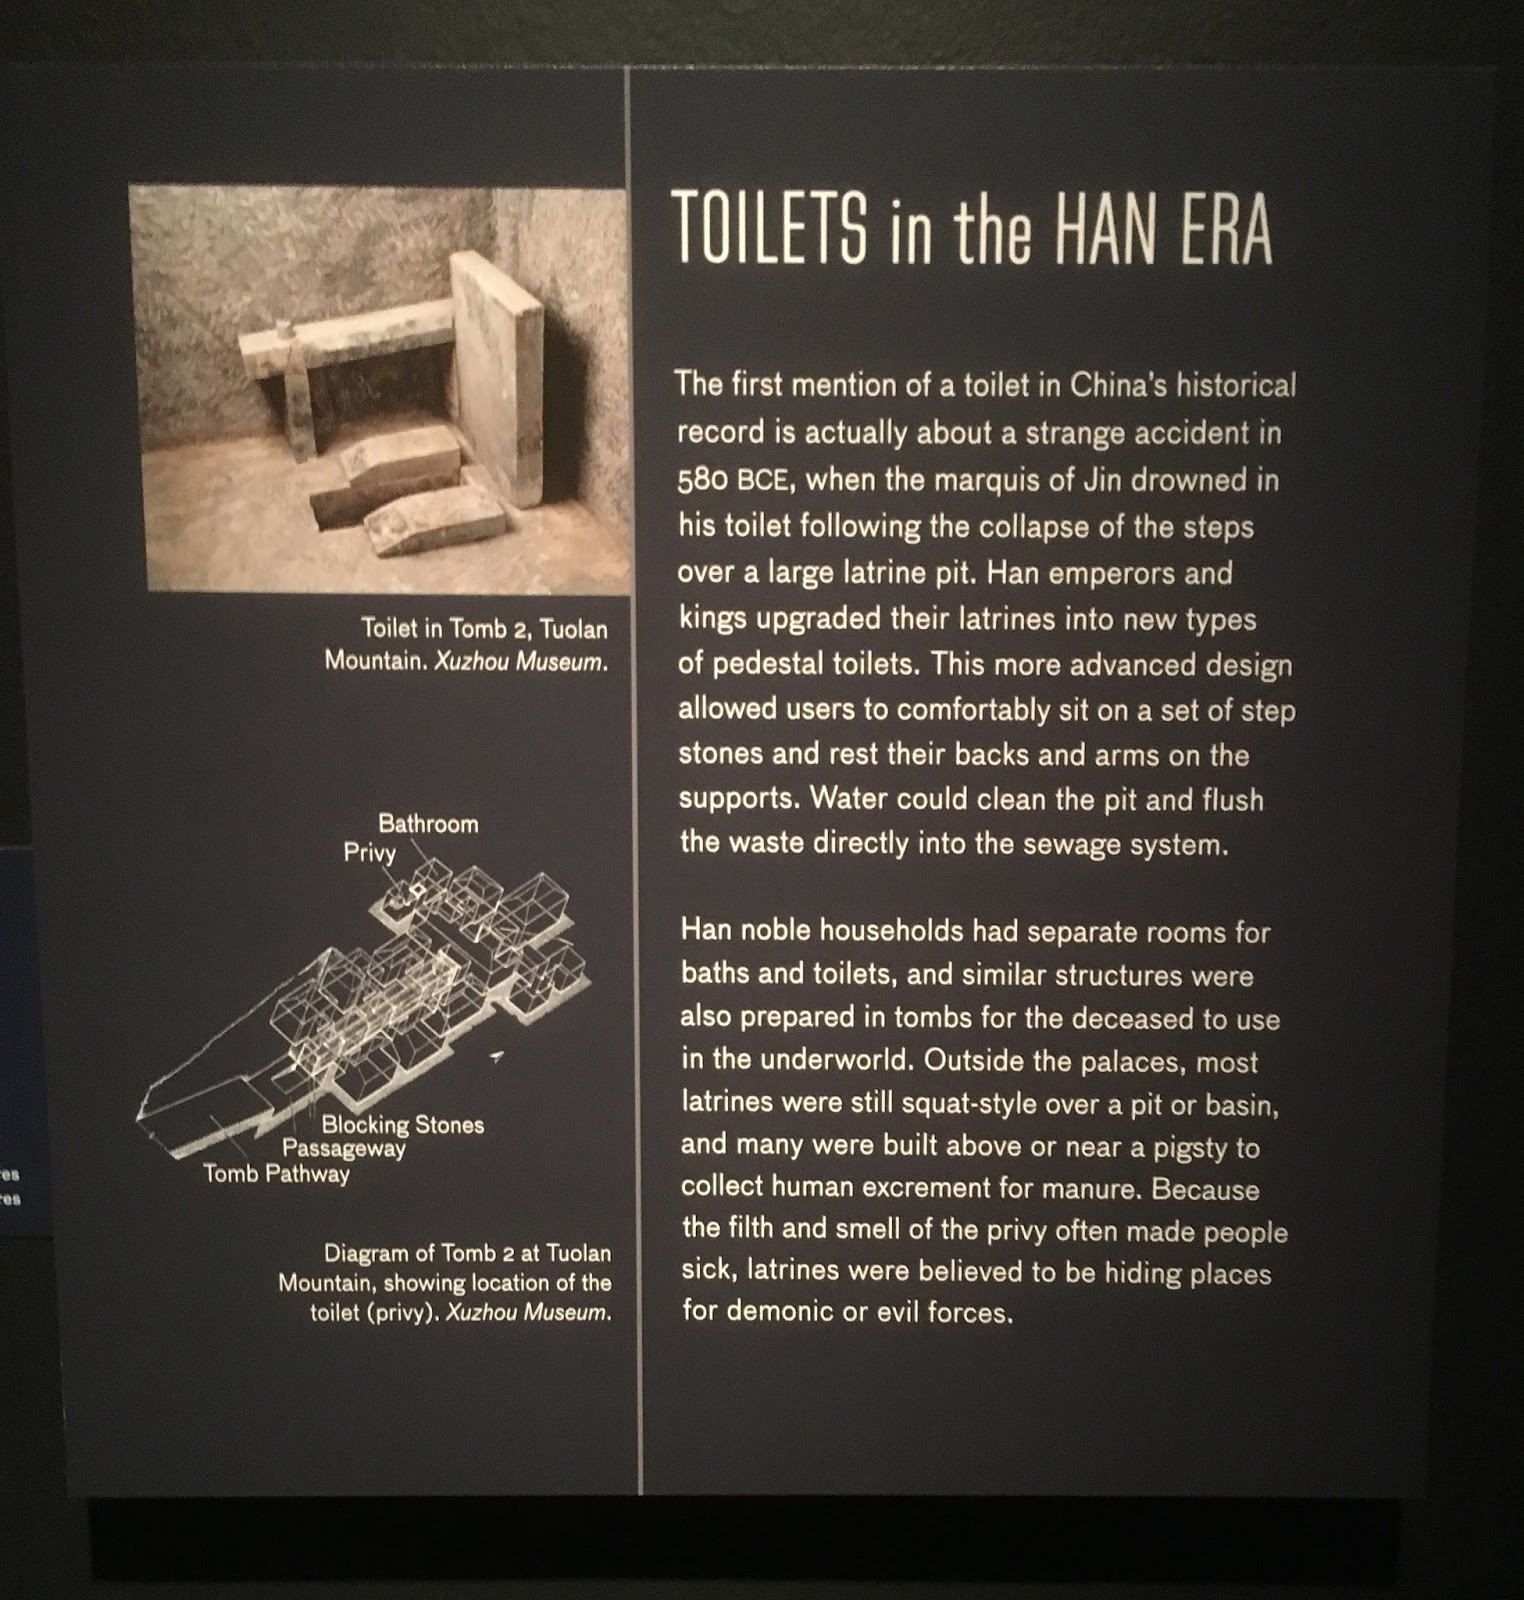 TOILETS in the HAN ERA
The first mention of a toilet in China's historical
record is actually about a strange accident in
580 BCE, when the marquis of Jin drowned in
his toilet following the collapse of the steps
over a large latrine pit. Han emperors and
kings upgraded their latrines into new types
of pedestal toilets. This more advanced design
allowed users to comfortably sit on a set of step
stones and rest their backs and arms on the
supports. Water could clean the pit and flush
the waste directly into the sewage system.
Han noble households had separate rooms for
baths and toilets, and similar structures were
also prepared in tombs for the deceased to use
in the underworld. Outside the palaces, most
latrines were still squat-style over a pit or basin,
and many were built above or near a pigsty to
collect human excrement for manure. Because
the filth and smell of the privy often made people
sick, latrines were believed to be hiding places
for demonic or evil forces.
Toilet in Tomb 2, Tuolan
Mountain. Xuzhou Museum.
Bathroom
Privy
Blocking Stones
Passageway
Tomb Pathway
Diagram of Tomb 2 at Tuolan
Mountain, showing location of the
toilet (privy). Xuzhou Museum.